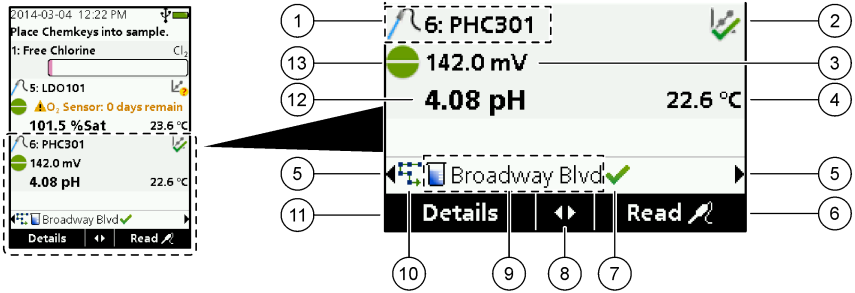 2014-03-04 12:22 PM
Place Chemkeys into sample.
1: Free Chlorine Cl2
5: LDO101
O2 Sensor: 0 days remain
101.5 %Sat 23.6 °C
6: PHC301
142.0 mV
4.08 pH 22.6 °C
Broadway Blvd
Details Read
1 6: PHC301 2
13 142.0 mV 3
12 4.08 pH 22.6 °C 4
5 Broadway Blvd 5
11 Details Read 6
10 9 8 7